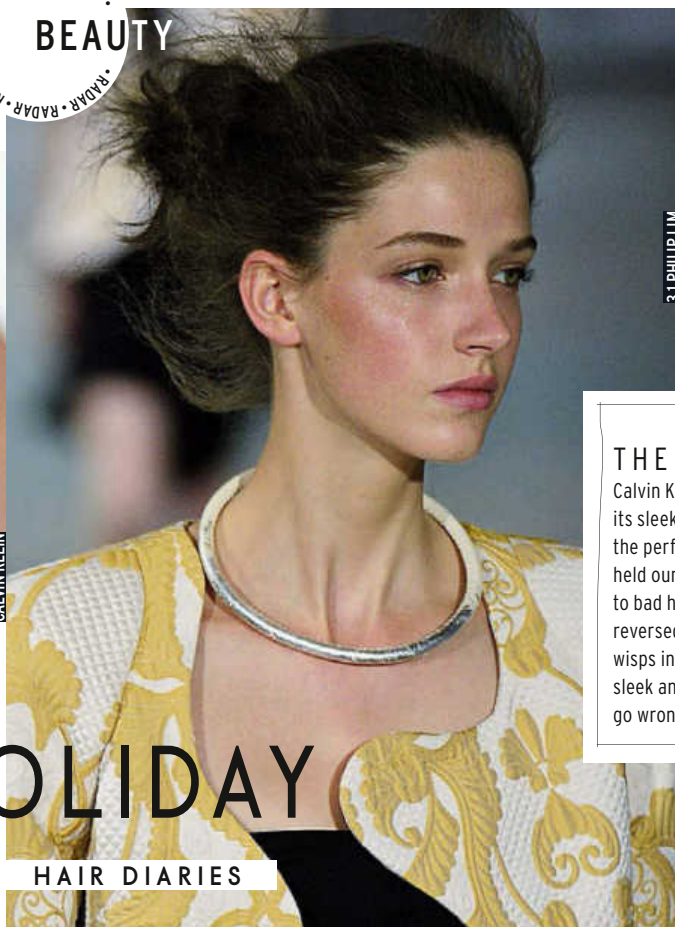 BEAUTY
RADAR • RADAR
3.1 PHILIP LIM
THE
Calvin K
its sleek
the perf
held our
to bad h
reversed
wisps in
sleek an
go wron
CALVIN KLEIN
OLIDAY
HAIR DIARIES